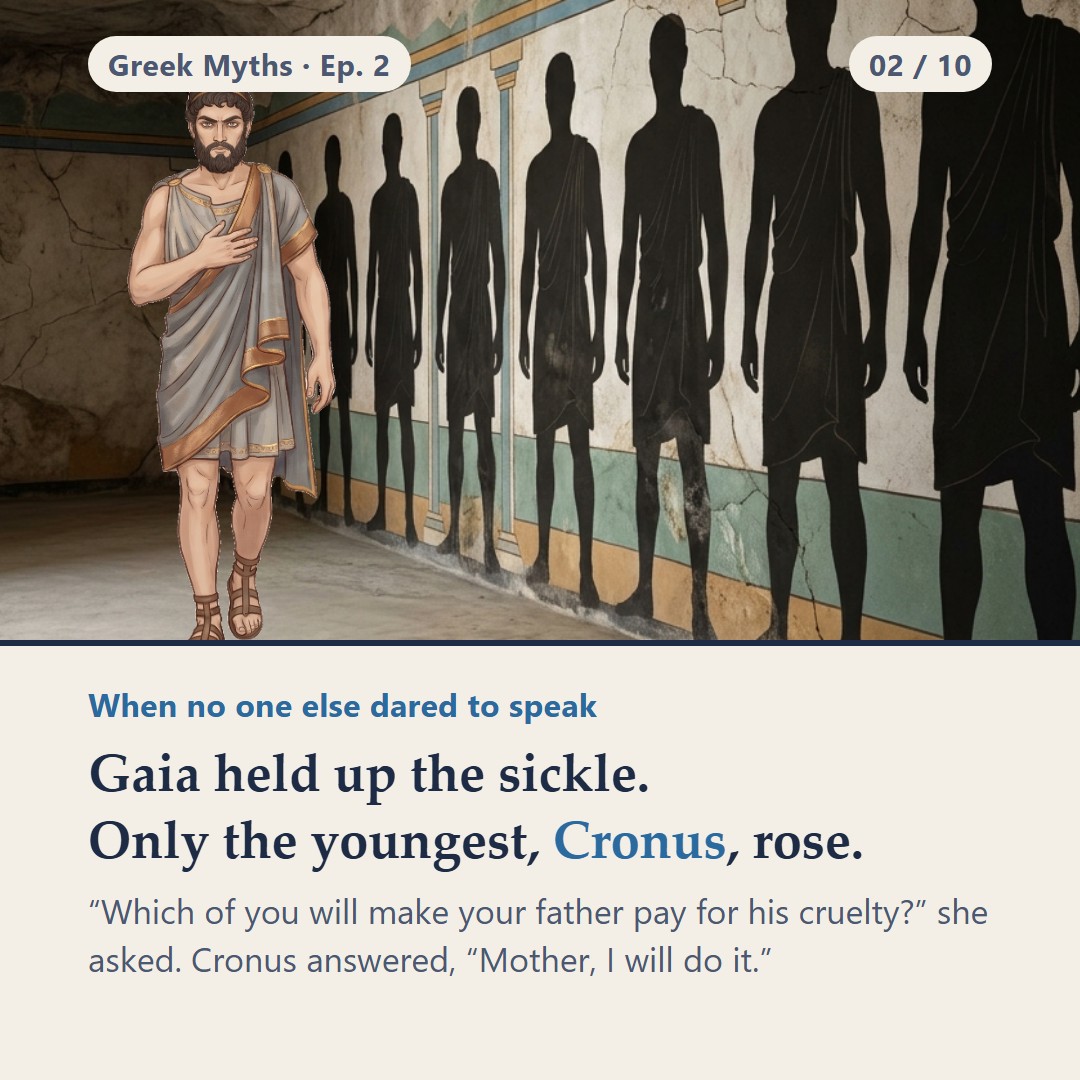 Greek Myths · Ep. 2
02 / 10
When no one else dared to speak
Gaia held up the sickle.
Only the youngest, Cronus, rose.
“Which of you will make your father pay for his cruelty?” she
asked. Cronus answered, “Mother, I will do it.”